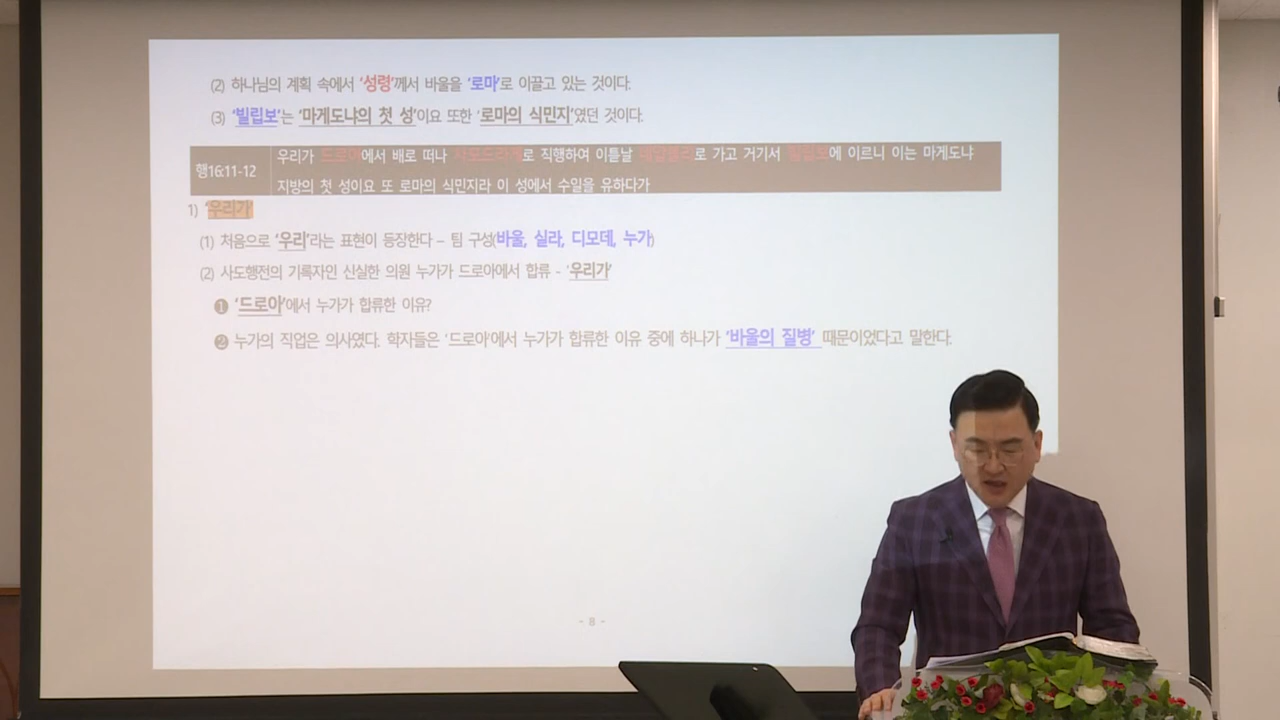 (2) 하나님의 계획 속에서 '성령'께서 바울을 '로마'로 이끌고 있는 것이다.
(3) '빌립보'는 '마게도냐의 첫 성'이요 또한 '로마의 식민지'였던 것이다.
행16:11-12
우리가 드로아에서 배로 떠나 사모드라게로 직행하여 이튿날 네압볼리로 가고 거기서 빌립보에 이르니 이는 마게도냐
지방의 첫 성이요 또 로마의 식민지라 이 성에서 수일을 유하다가
1) '우리가'
(1) 처음으로 '우리'라는 표현이 등장한다 – 팀 구성(바울, 실라, 디모데, 누가)
(2) 사도행전의 기록자인 신실한 의원 누가가 드로아에서 합류 - '우리가'
❶ '드로아'에서 누가가 합류한 이유?
❷ 누가의 직업은 의사였다. 학자들은 '드로아'에서 누가가 합류한 이유 중에 하나가 '바울의 질병' 때문이었다고 말한다.
- 8 -